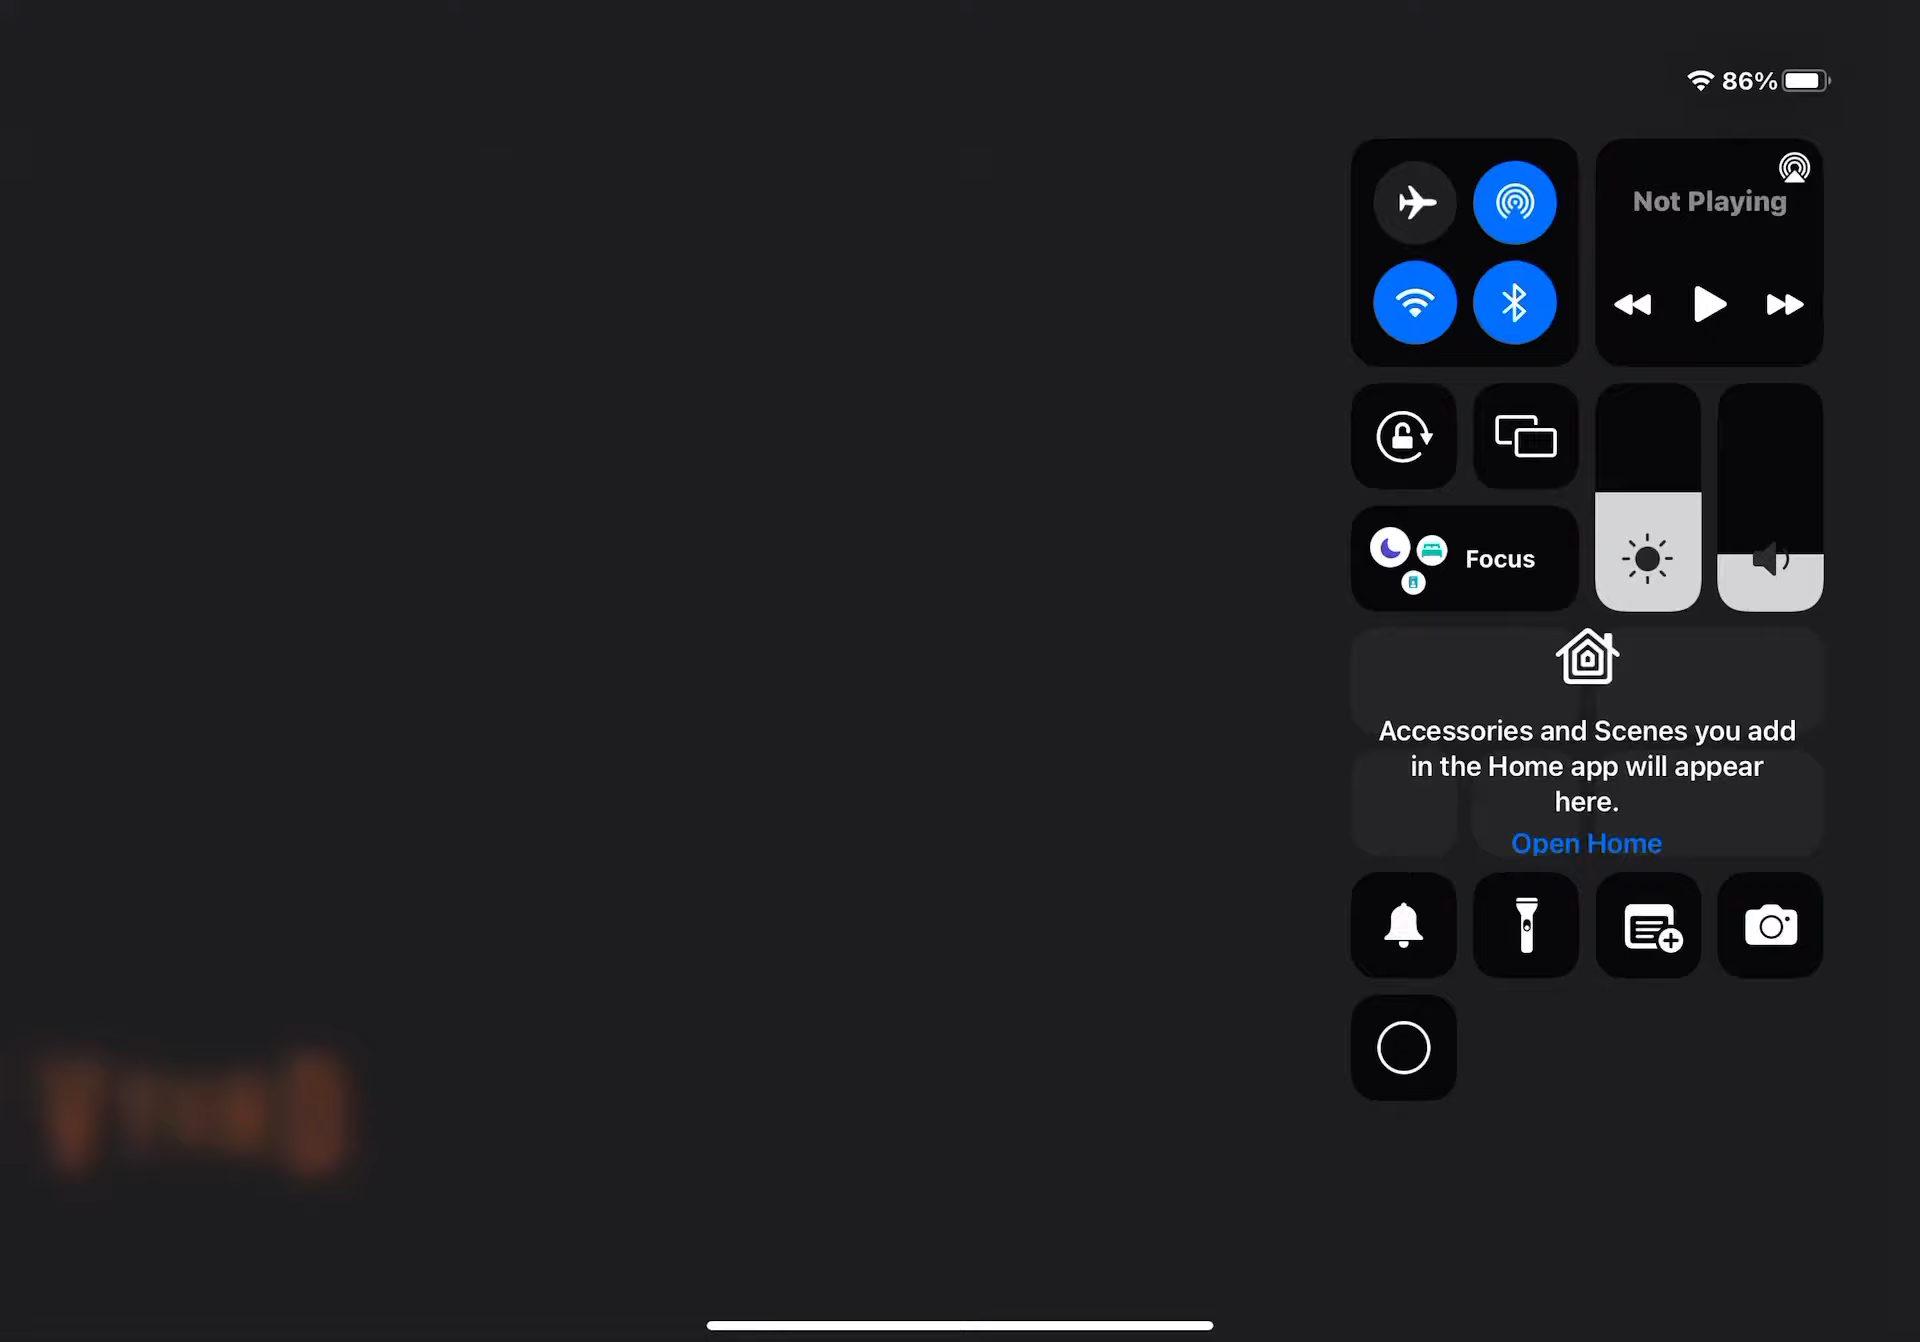 86%
Not Playing
Focus
Accessories and Scenes you add
in the Home app will appear
here.
Open Home